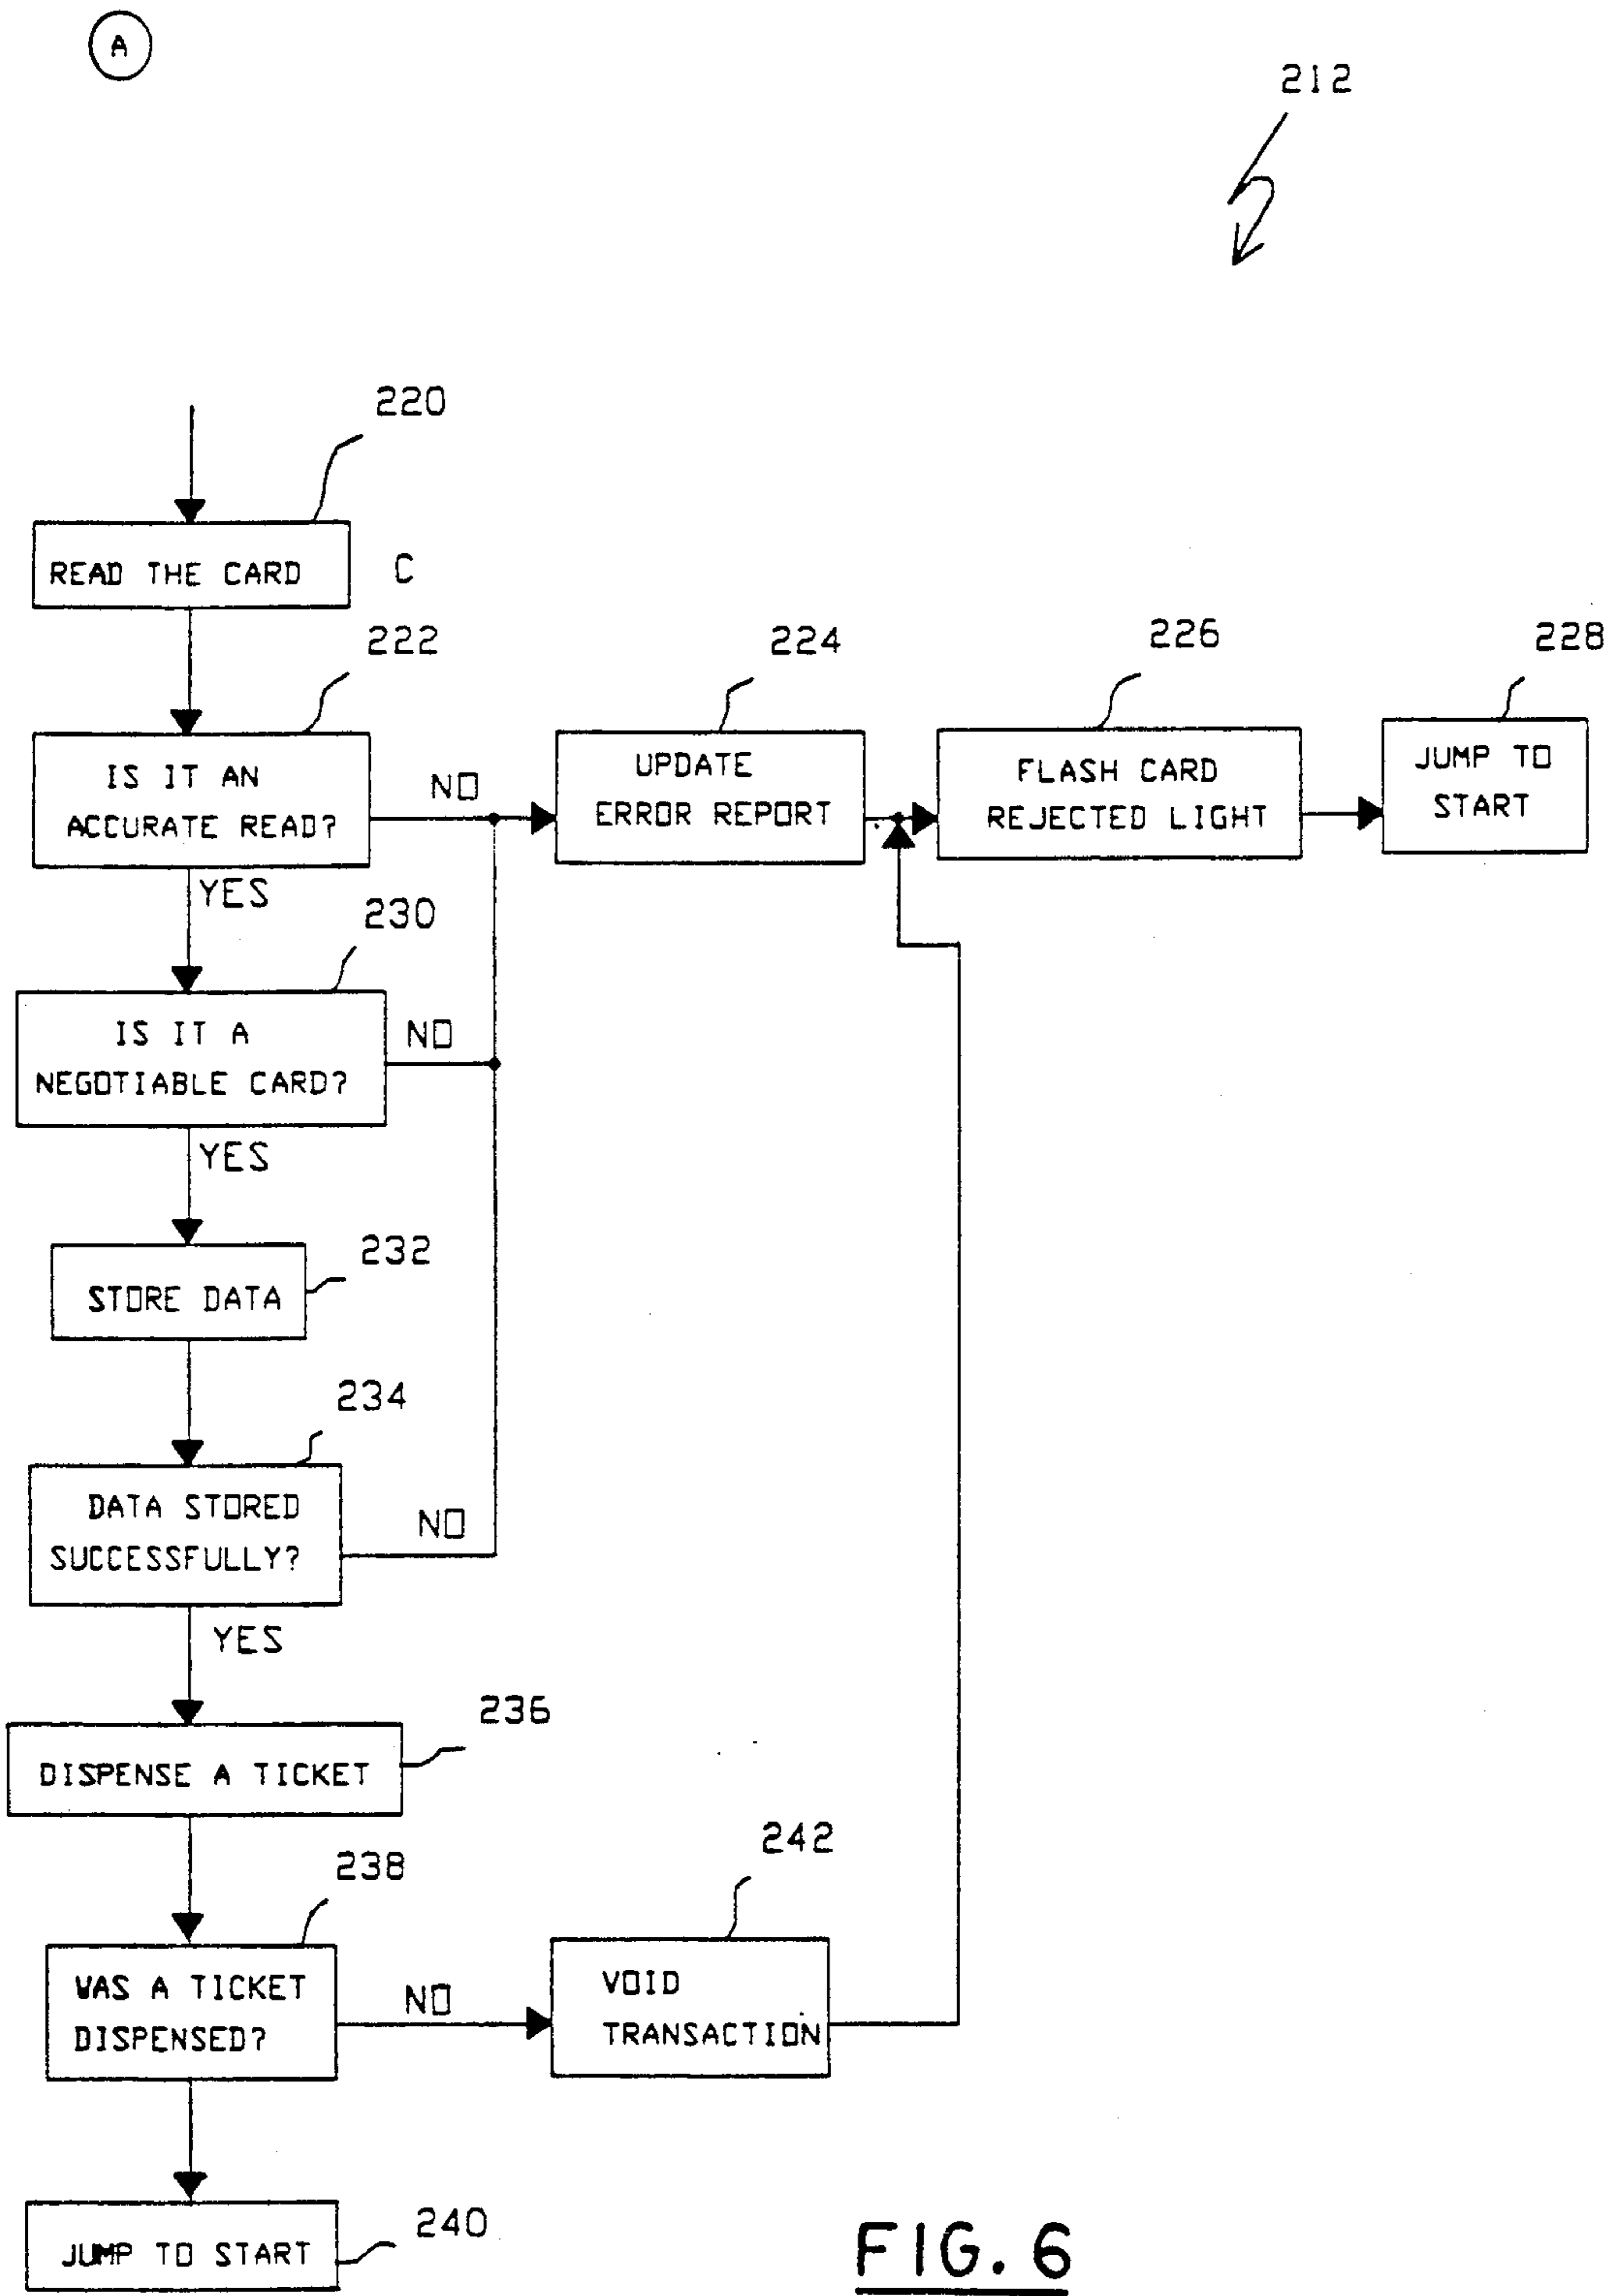 A
212
220
READ THE CARD
C
222
IS IT AN
ACCURATE READ?
NO
YES
224
UPDATE
ERROR REPORT
226
FLASH CARD
REJECTED LIGHT
228
JUMP TO
START
230
IS IT A
NEGOTIABLE CARD?
NO
YES
232
STORE DATA
234
DATA STORED
SUCCESSFULLY?
NO
YES
236
DISPENSE A TICKET
238
WAS A TICKET
DISPENSED?
NO
242
VOID
TRANSACTION
240
JUMP TO START
FIG. 6